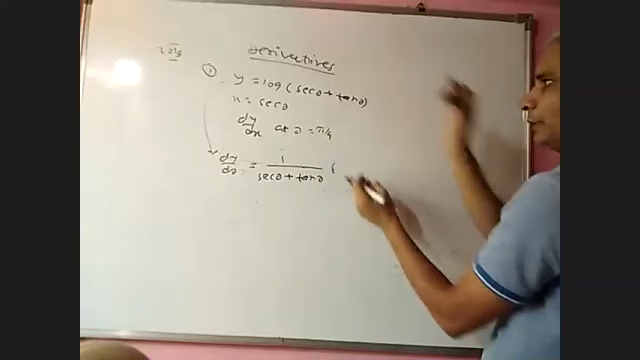 2019
Derivatives
① y = log (secθ + tanθ)
x = secθ
dy/dx at θ = π/4
dy/dθ = 1/(secθ + tanθ) (